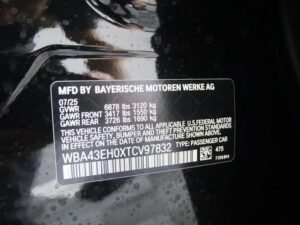 MFD BY BAYERISCHE MOTOREN WERKE AG
07/25
GVWR 6878 lbs 3120 kg
GAWR FRONT 3417 lbs 1550 kg
GAWR REAR 3726 lbs 1690 kg
THIS VEHICLE CONFORMS TO ALL APPLICABLE U.S. FEDERAL MOTOR
VEHICLE SAFETY, BUMPER, AND THEFT PREVENTION STANDARDS IN
EFFECT ON THE DATE OF MANUFACTURE SHOWN ABOVE.
WBA43EH0XTCV97832 PASSENGER CAR
475